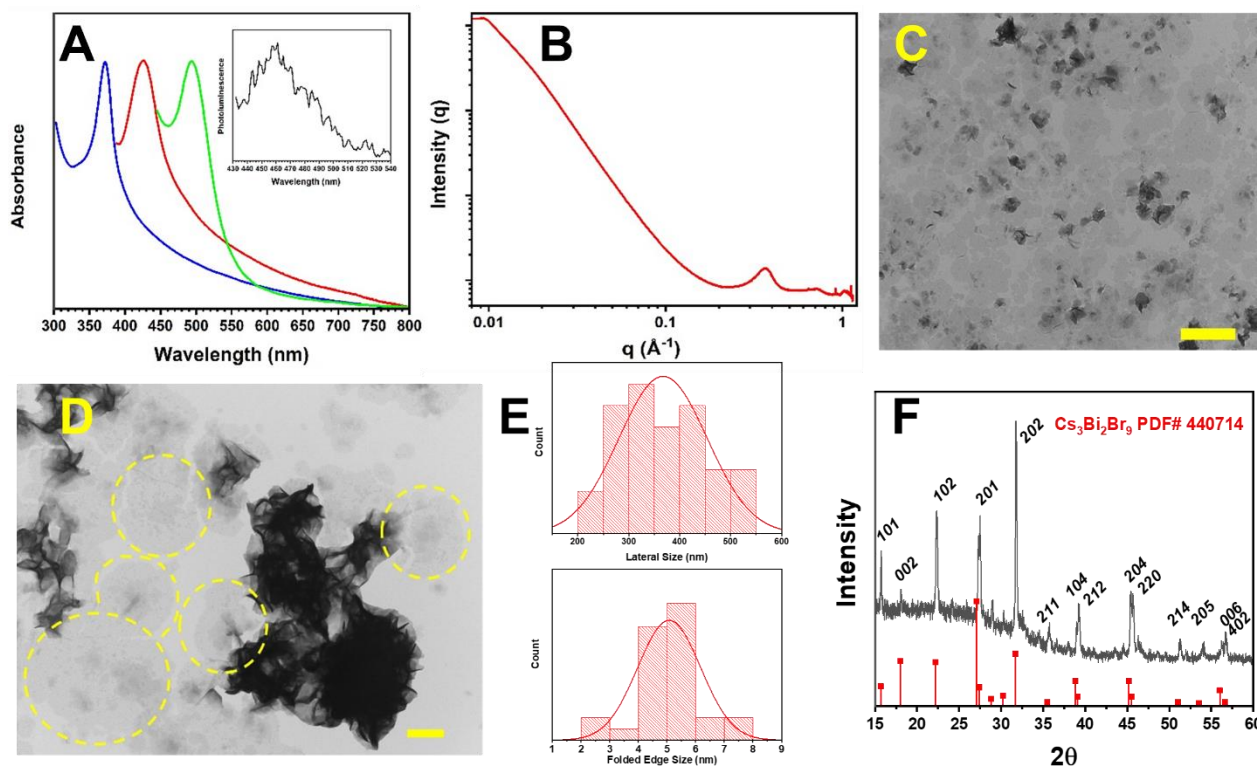 A
Absorbance
Photoluminescence
430 440 450 460 470 480 490 500 510 520 530 540
Wavelength (nm)
300 350 400 450 500 550 600 650 700 750 800
Wavelength (nm)
B
Intensity (q)
0.01 0.1 1
q (Å⁻¹)
C
D
E
Count
200 300 400 500 600
Lateral Size (nm)
Count
1 2 3 4 5 6 7 8 9
Folded Edge Size (nm)
F
Cs₃Bi₂Br₉ PDF# 440714
Intensity
101
002
102
201
202
211
104
212
204
220
214
205
006
402
15 20 25 30 35 40 45 50 55 60
2θ